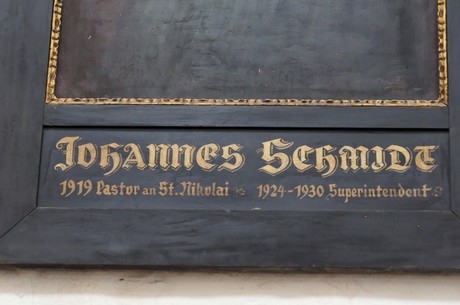 Johannes Schmidt
1919 Pastor an St. Nikolai 1924-1930 Superintendent